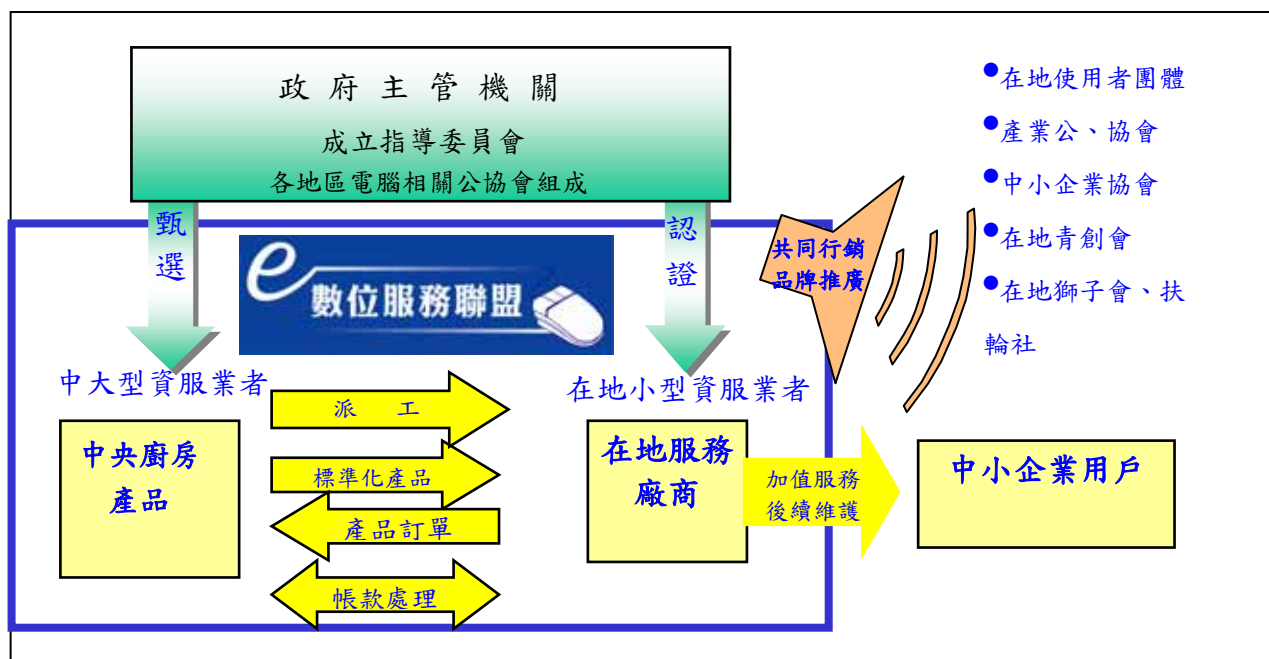 政府主管機關
成立指導委員會
各地區電腦相關公協會組成
甄選
認證
e
數位服務聯盟
共同行銷
品牌推廣
●在地使用者團體
●產業公、協會
●中小企業協會
●在地青創會
●在地獅子會、扶
輪社
中大型資服業者
在地小型資服業者
中央廚房
產品
派 工
標準化產品
產品訂單
帳款處理
在地服務
廠商
加值服務
後續維護
中小企業用戶